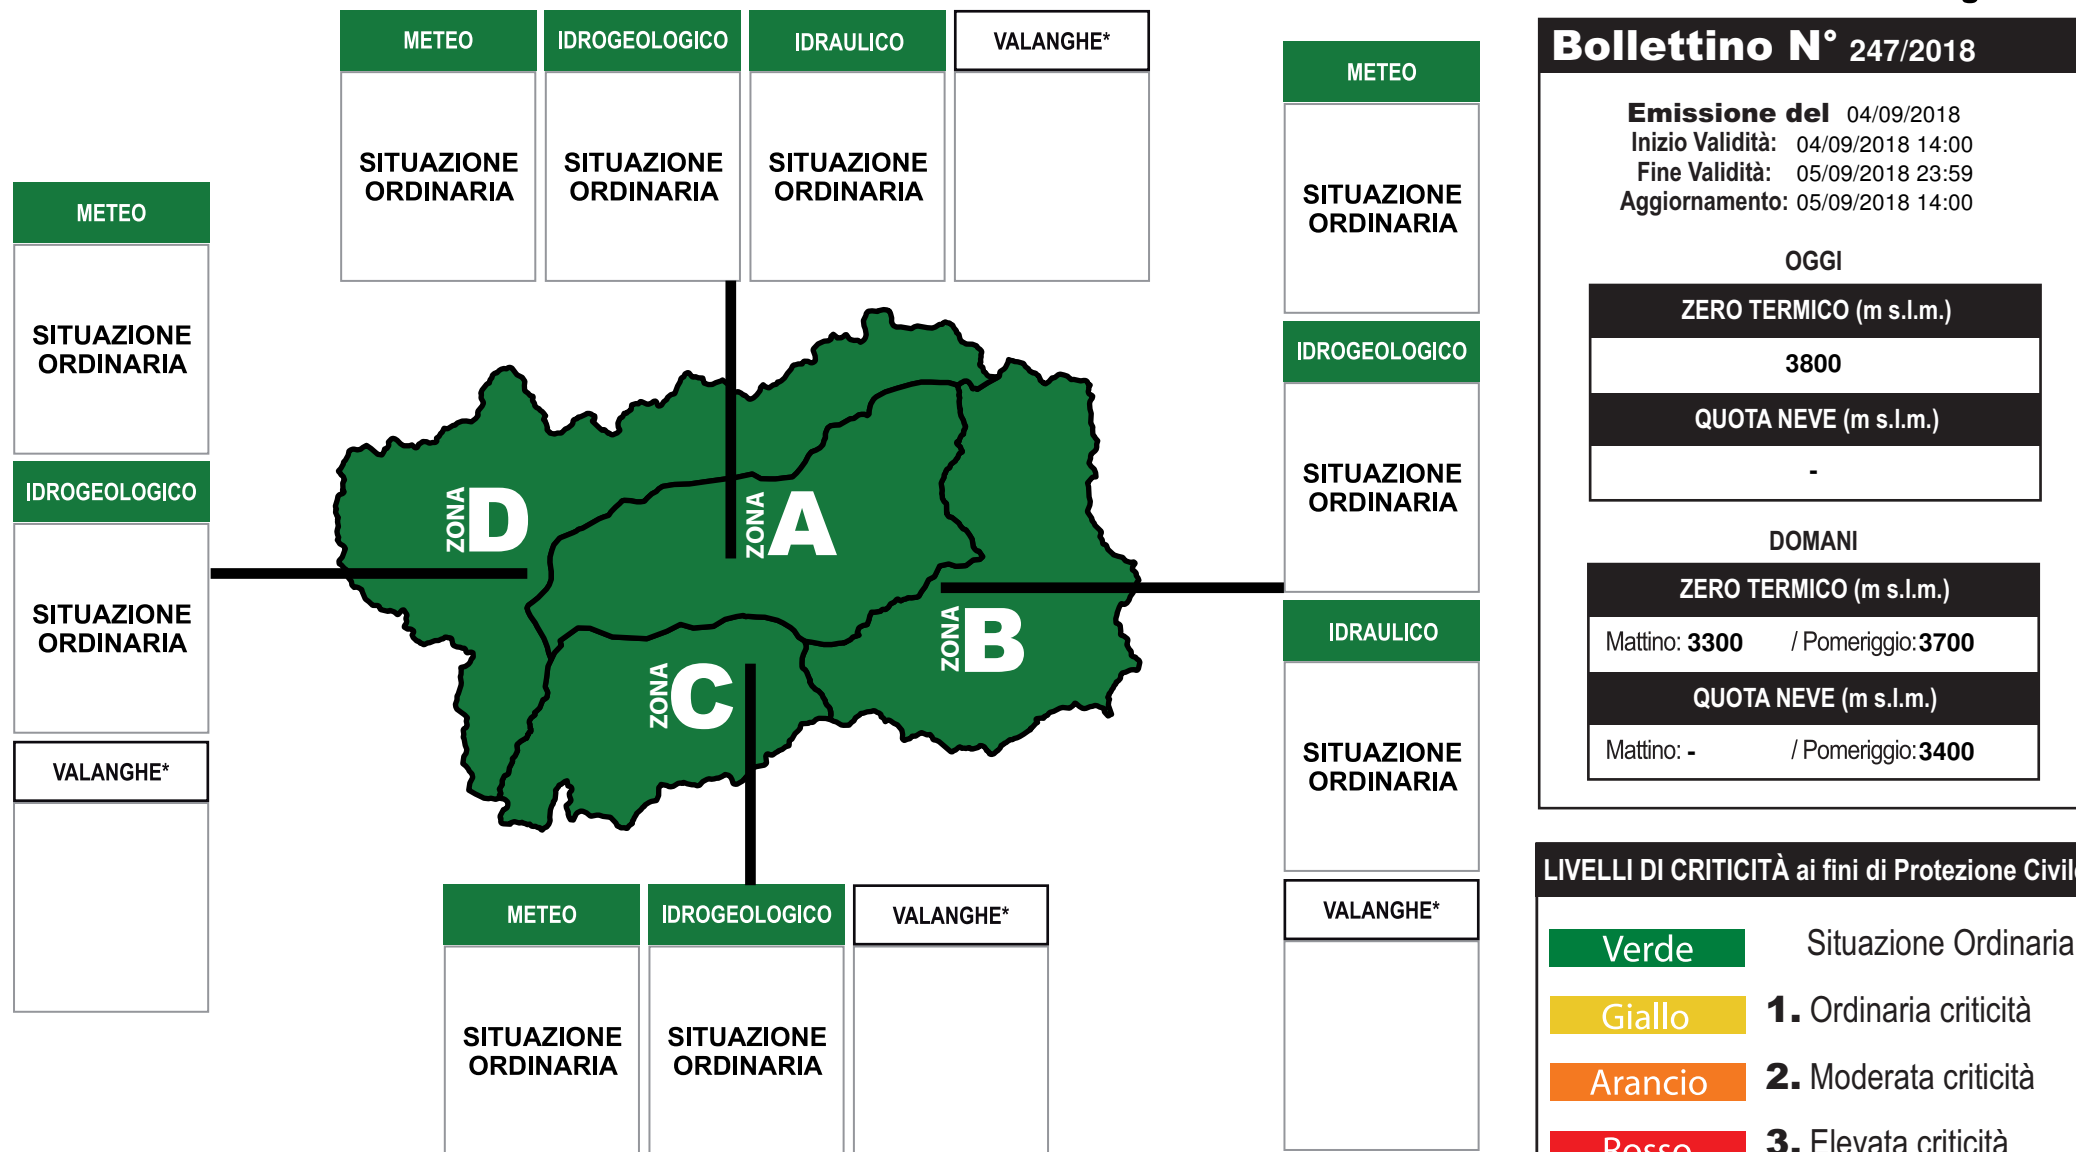 METEO IDROGEOLOGICO IDRAULICO VALANGHE*
SITUAZIONE ORDINARIA
SITUAZIONE ORDINARIA
SITUAZIONE ORDINARIA
METEO
SITUAZIONE
ORDINARIA
IDROGEOLOGICO
SITUAZIONE
ORDINARIA
VALANGHE*
ZONA D
ZONA A
ZONA B
ZONA C
METEO
SITUAZIONE
ORDINARIA
IDROGEOLOGICO
SITUAZIONE
ORDINARIA
IDRAULICO
SITUAZIONE
ORDINARIA
VALANGHE*
METEO IDROGEOLOGICO VALANGHE*
SITUAZIONE ORDINARIA
SITUAZIONE ORDINARIA
Bollettino N° 247/2018
Emissione del 04/09/2018
Inizio Validità: 04/09/2018 14:00
Fine Validità: 05/09/2018 23:59
Aggiornamento: 05/09/2018 14:00
OGGI
ZERO TERMICO (m s.l.m.)
3800
QUOTA NEVE (m s.l.m.)
-
DOMANI
ZERO TERMICO (m s.l.m.)
Mattino: 3300 / Pomeriggio: 3700
QUOTA NEVE (m s.l.m.)
Mattino: - / Pomeriggio: 3400
LIVELLI DI CRITICITÀ ai fini di Protezione Civile
Verde Situazione Ordinaria
Giallo 1. Ordinaria criticità
Arancio 2. Moderata criticità
Rosso 3. Elevata criticità